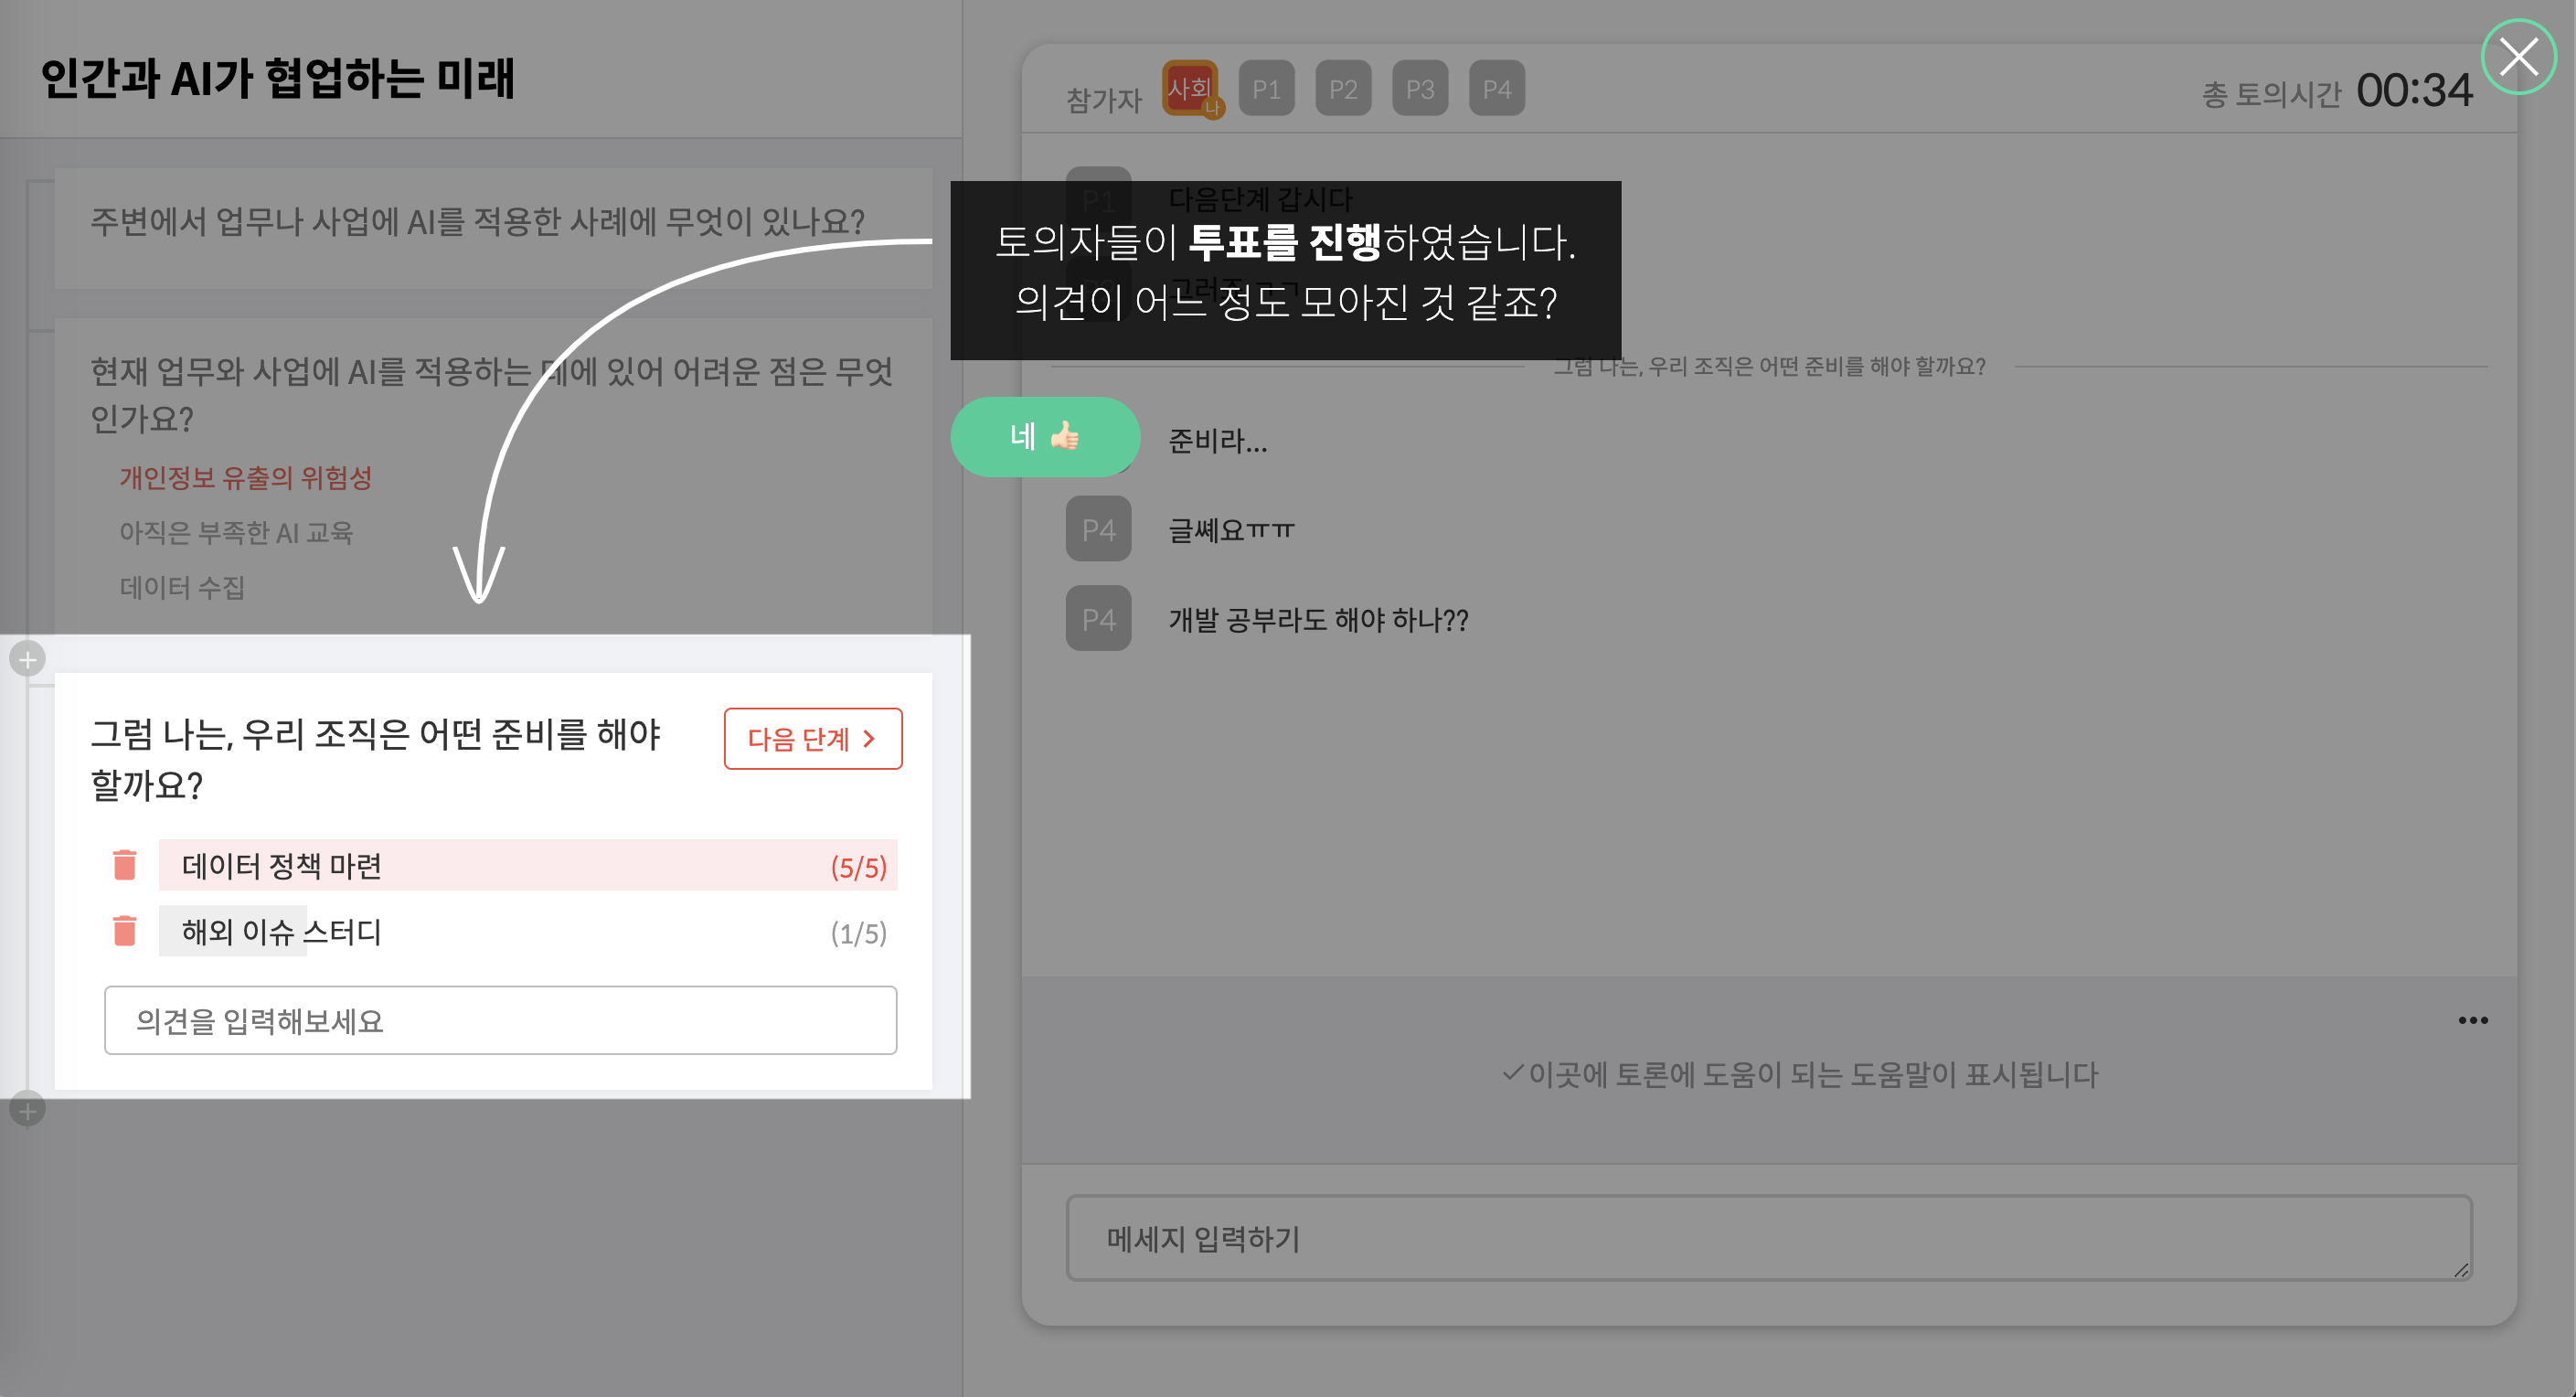 인간과 AI가 협업하는 미래
주변에서 업무나 사업에 AI를 적용한 사례에 무엇이 있나요?
현재 업무와 사업에 AI를 적용하는 데에 있어 어려운 점은 무엇
인가요?
개인정보 유출의 위험성
아직은 부족한 AI 교육
데이터 수집
그럼 나는, 우리 조직은 어떤 준비를 해야
할까요?
다음 단계
데이터 정책 마련 (5/5)
해외 이슈 스터디 (1/5)
의견을 입력해보세요
참가자 사회 나 P1 P2 P3 P4
총 토의시간 00:34
P1 다음단계 갑시다
토의자들이 투표를 진행하였습니다.
의견이 어느 정도 모아진 것 같죠?
그럼 나는, 우리 조직은 어떤 준비를 해야 할까요?
네 👍🏻
준비라...
P4 글쎄요ㅠㅠ
P4 개발 공부라도 해야 하나??
✓이곳에 토론에 도움이 되는 도움말이 표시됩니다
메세지 입력하기